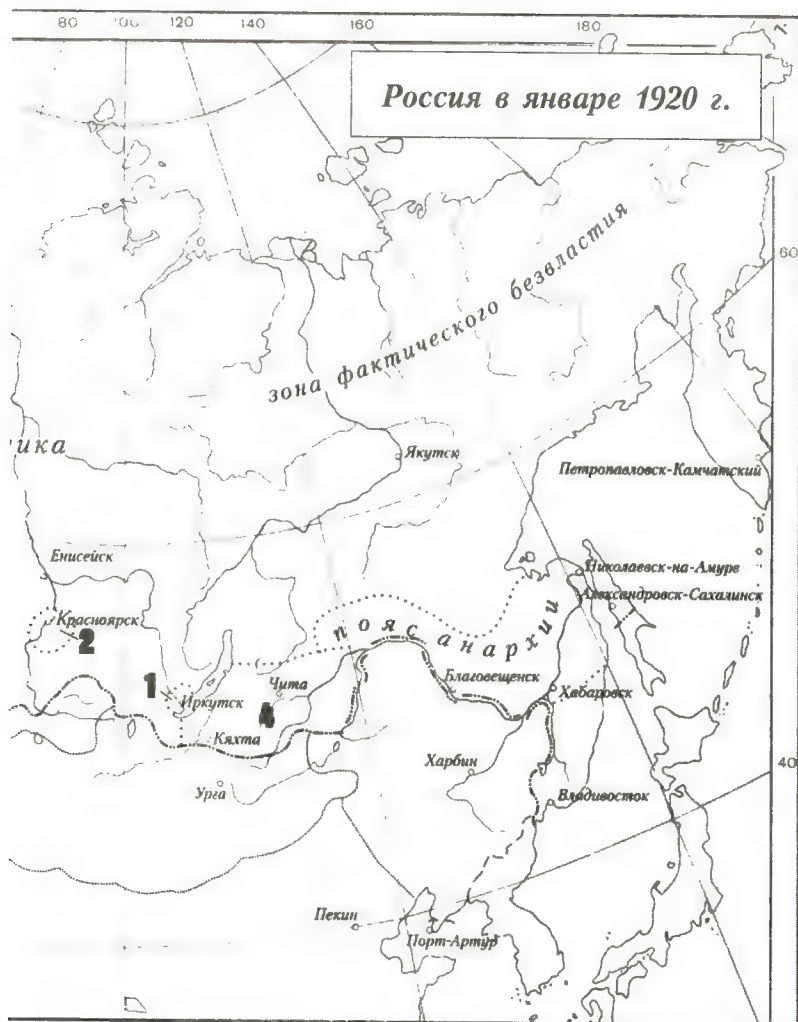 80 100 120 140 160 180
Россия в январе 1920 г.
60
зона фактического безвластия
ика
Якутск
Петропавловск-Камчатский
Енисейск
Николаевск-на-Амуре
Александровск-Сахалинск
Красноярск
2
пояс анархии
1
Иркутск
Чита
4
Благовещенск
Хабаровск
Кяхта
Харбин
40
Урга
Владивосток
Пекин
Порт-Артур